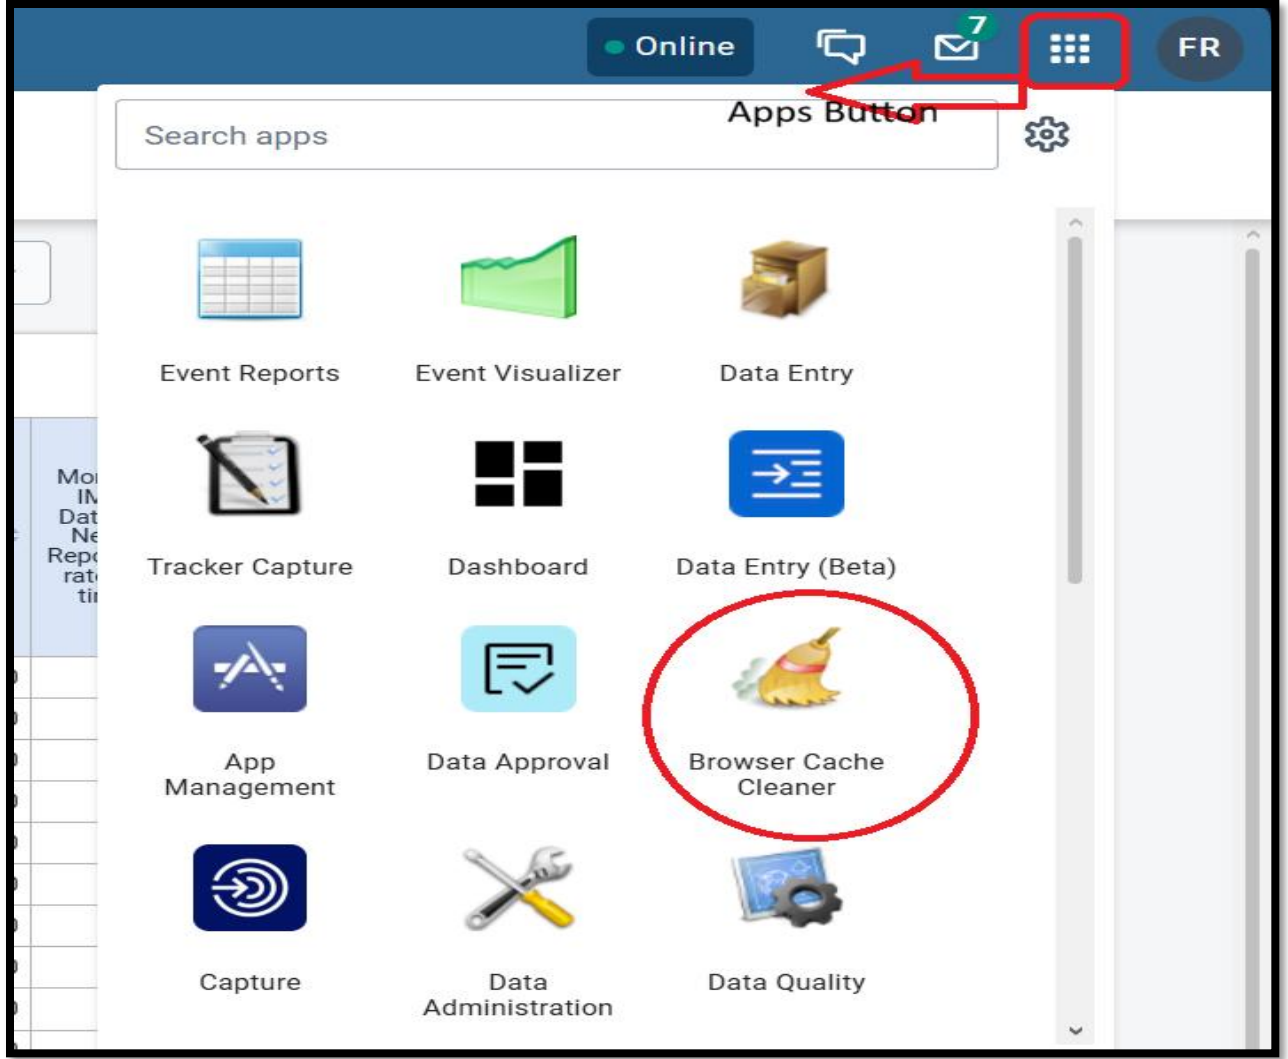 Online
7
FR
Apps Button
Search apps
Event Reports
Event Visualizer
Data Entry
Tracker Capture
Dashboard
Data Entry (Beta)
App
Management
Data Approval
Browser Cache
Cleaner
Capture
Data
Administration
Data Quality